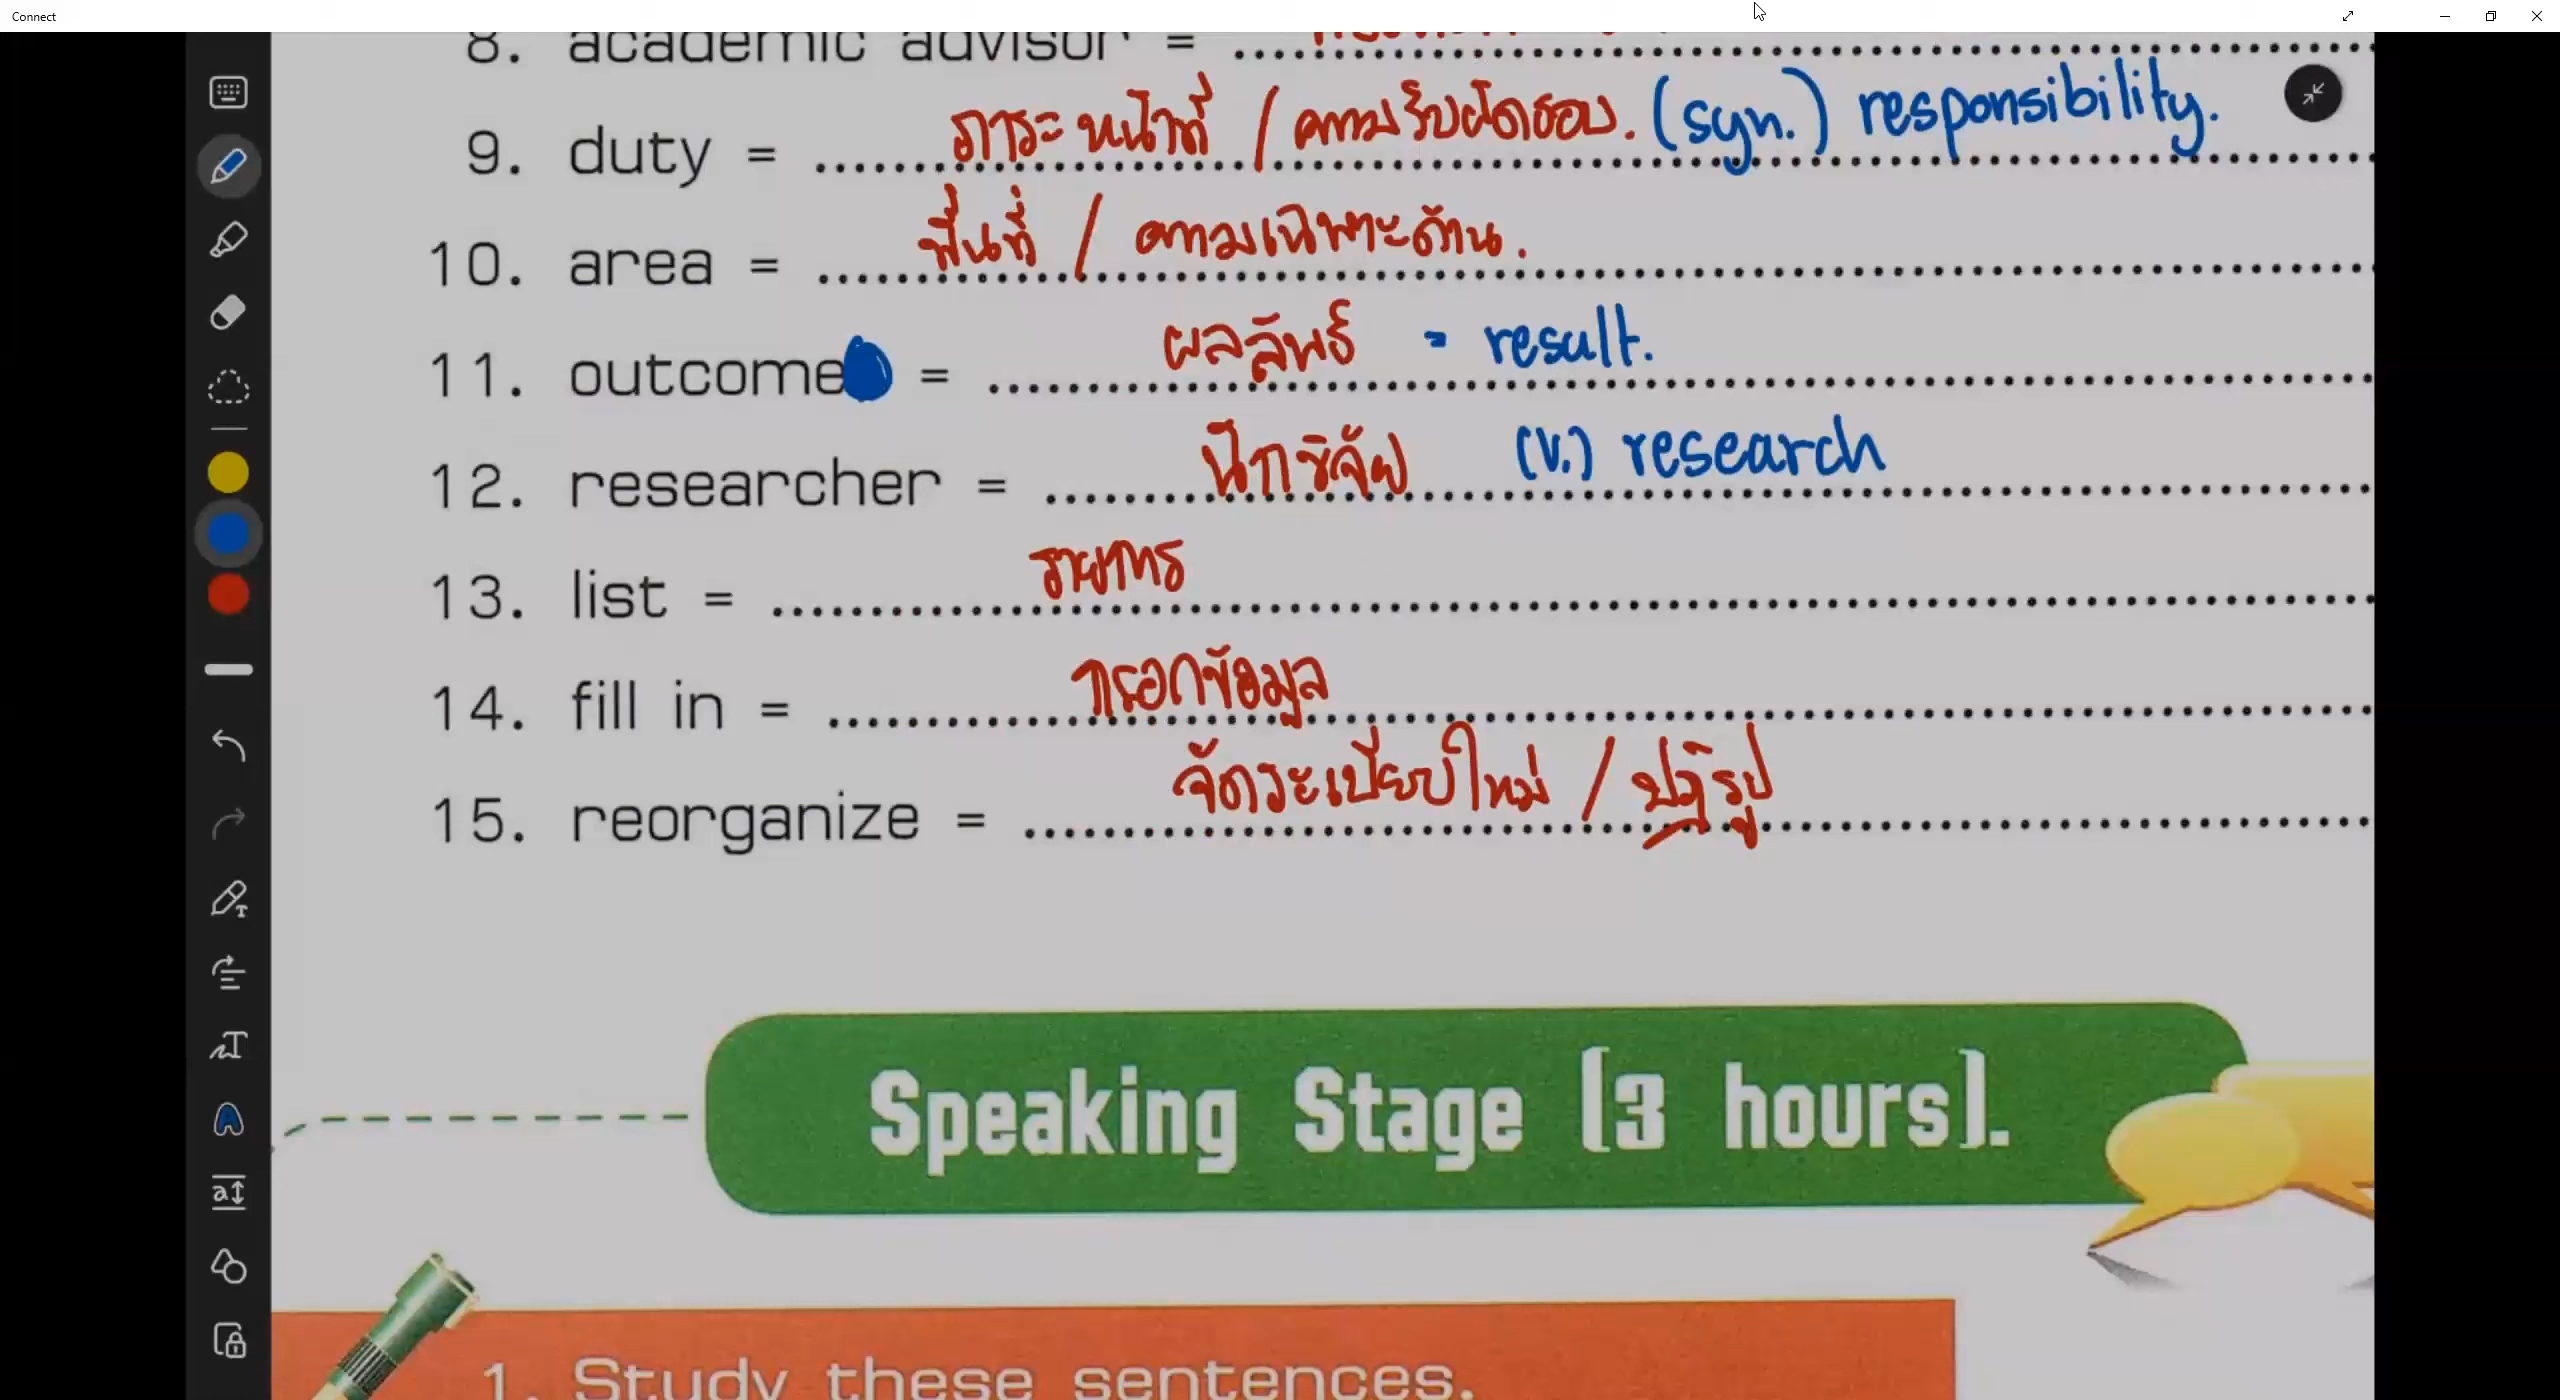 Connect
8. academic advisor = ....
9. duty = .... ภาระหน้าที่ / ความรับผิดชอบ. (syn.) responsibility.
10. area = .... พื้นที่ / ความเฉพาะด้าน.
11. outcome = .... ผลลัพธ์ = result.
12. researcher = .... นักวิจัย (v.) research
13. list = .... รายการ
14. fill in = .... กรอกข้อมูล
15. reorganize = .... จัดระเบียบใหม่ / ปฏิรูป
Speaking Stage (3 hours).
1. Study these sentences.